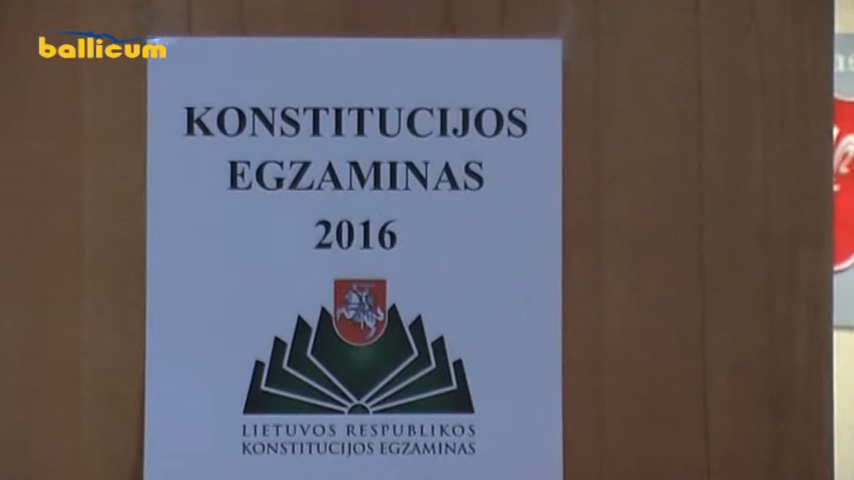 ballicum
KONSTITUCIJOS
EGZAMINAS
2016
LIETUVOS RESPUBLIKOS
KONSTITUCIJOS EGZAMINAS